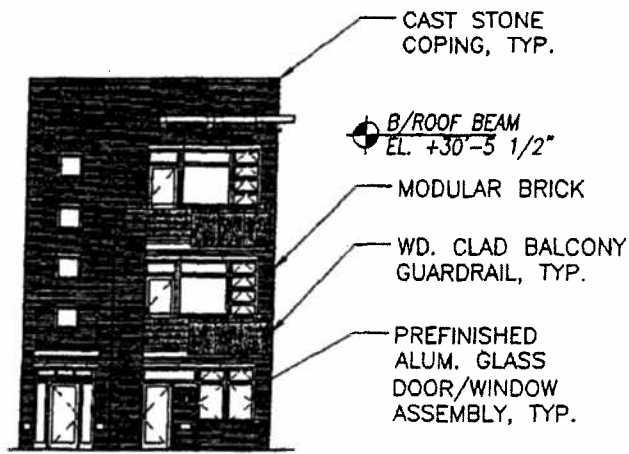 CAST STONE
COPING, TYP.
B/ROOF BEAM
EL. +30'-5 1/2"
MODULAR BRICK
WD. CLAD BALCONY
GUARDRAIL, TYP.
PREFINISHED
ALUM. GLASS
DOOR/WINDOW
ASSEMBLY, TYP.